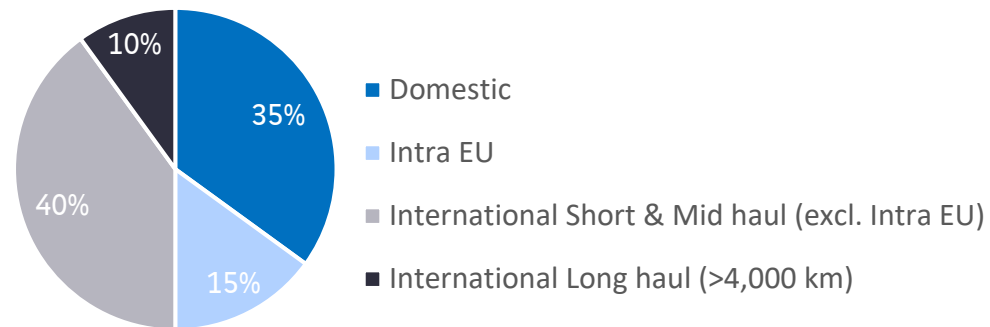 10%
35%
40%
15%
Domestic
Intra EU
International Short & Mid haul (excl. Intra EU)
International Long haul (>4,000 km)